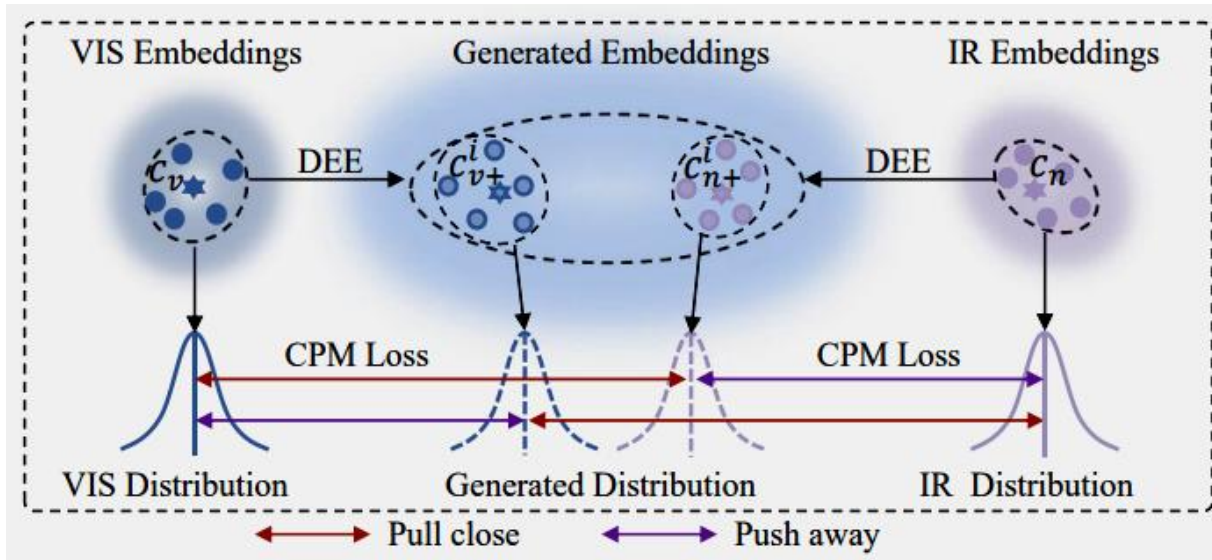 VIS Embeddings Generated Embeddings IR Embeddings
C_v DEE C^i_{v+} C^i_{n+} DEE C_n
CPM Loss CPM Loss
VIS Distribution Generated Distribution IR Distribution
Pull close Push away